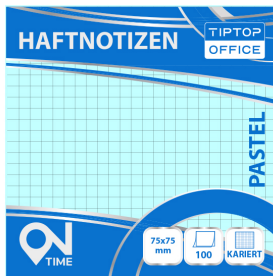 HAFTNOTIZEN
TIPTOP
OFFICE
PASTEL
ON
TIME
75x75
mm
100
KARIERT